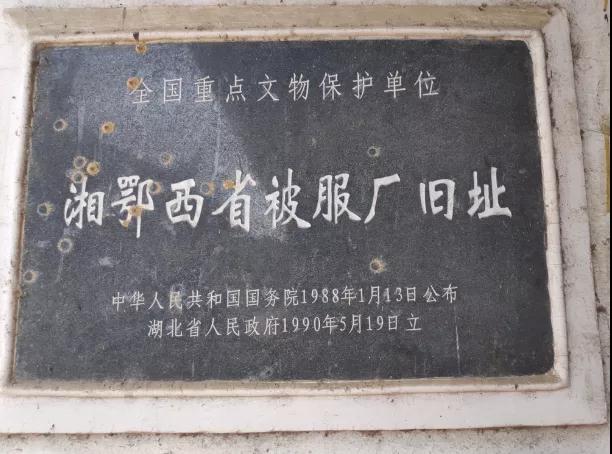 全国重点文物保护单位
湘鄂西省被服厂旧址
中华人民共和国国务院1988年1月13日公布
湖北省人民政府1990年5月19日立